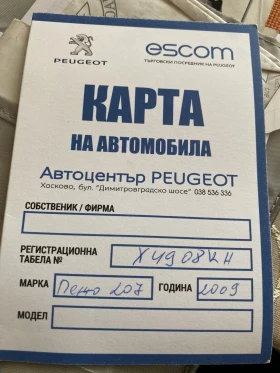 PEUGEOT
escom
ТЪРГОВСКИ ПОСРЕДНИК НА PEUGEOT
КАРТА
НА АВТОМОБИЛА
Автоцентър PEUGEOT
Хасково, бул. "Димитровградско шосе" 038 536 336
СОБСТВЕНИК / ФИРМА
РЕГИСТРАЦИОННА
ТАБЕЛА № X4908KH
МАРКА Пежо 207 ГОДИНА 2009
МОДЕЛ